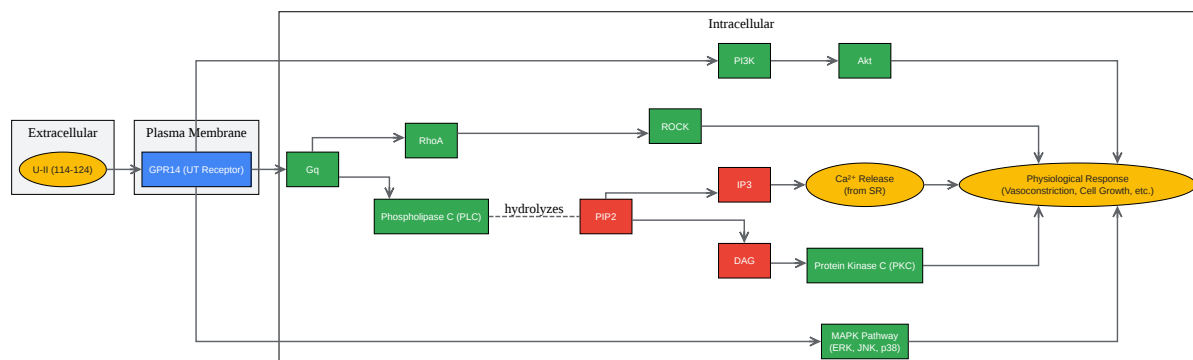 Intracellular
PI3K
Akt
Extracellular
Plasma Membrane
U-II (114-124)
GPR14 (UT Receptor)
Gq
RhoA
ROCK
Phospholipase C (PLC)
hydrolyzes
PIP2
IP3
DAG
Ca²⁺ Release
(from SR)
Protein Kinase C (PKC)
Physiological Response
(Vasoconstriction, Cell Growth, etc.)
MAPK Pathway
(ERK, JNK, p38)